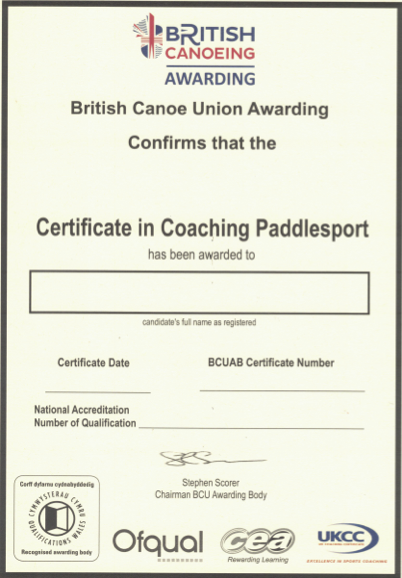 BRITISH
CANOEING
AWARDING
British Canoe Union Awarding
Confirms that the
Certificate in Coaching Paddlesport
has been awarded to
candidate's full name as registered
Certificate Date
BCUAB Certificate Number
National Accreditation
Number of Qualification
Stephen Scorer
Chairman BCU Awarding Body
Corff dyfarnu cydnabyddedig
CYMWYSTERAU CYMRU
QUALIFICATIONS WALES
Recognised awarding body
Ofqual
cea
Rewarding Learning
UKCC
EXCELLENCE IN SPORTS COACHING